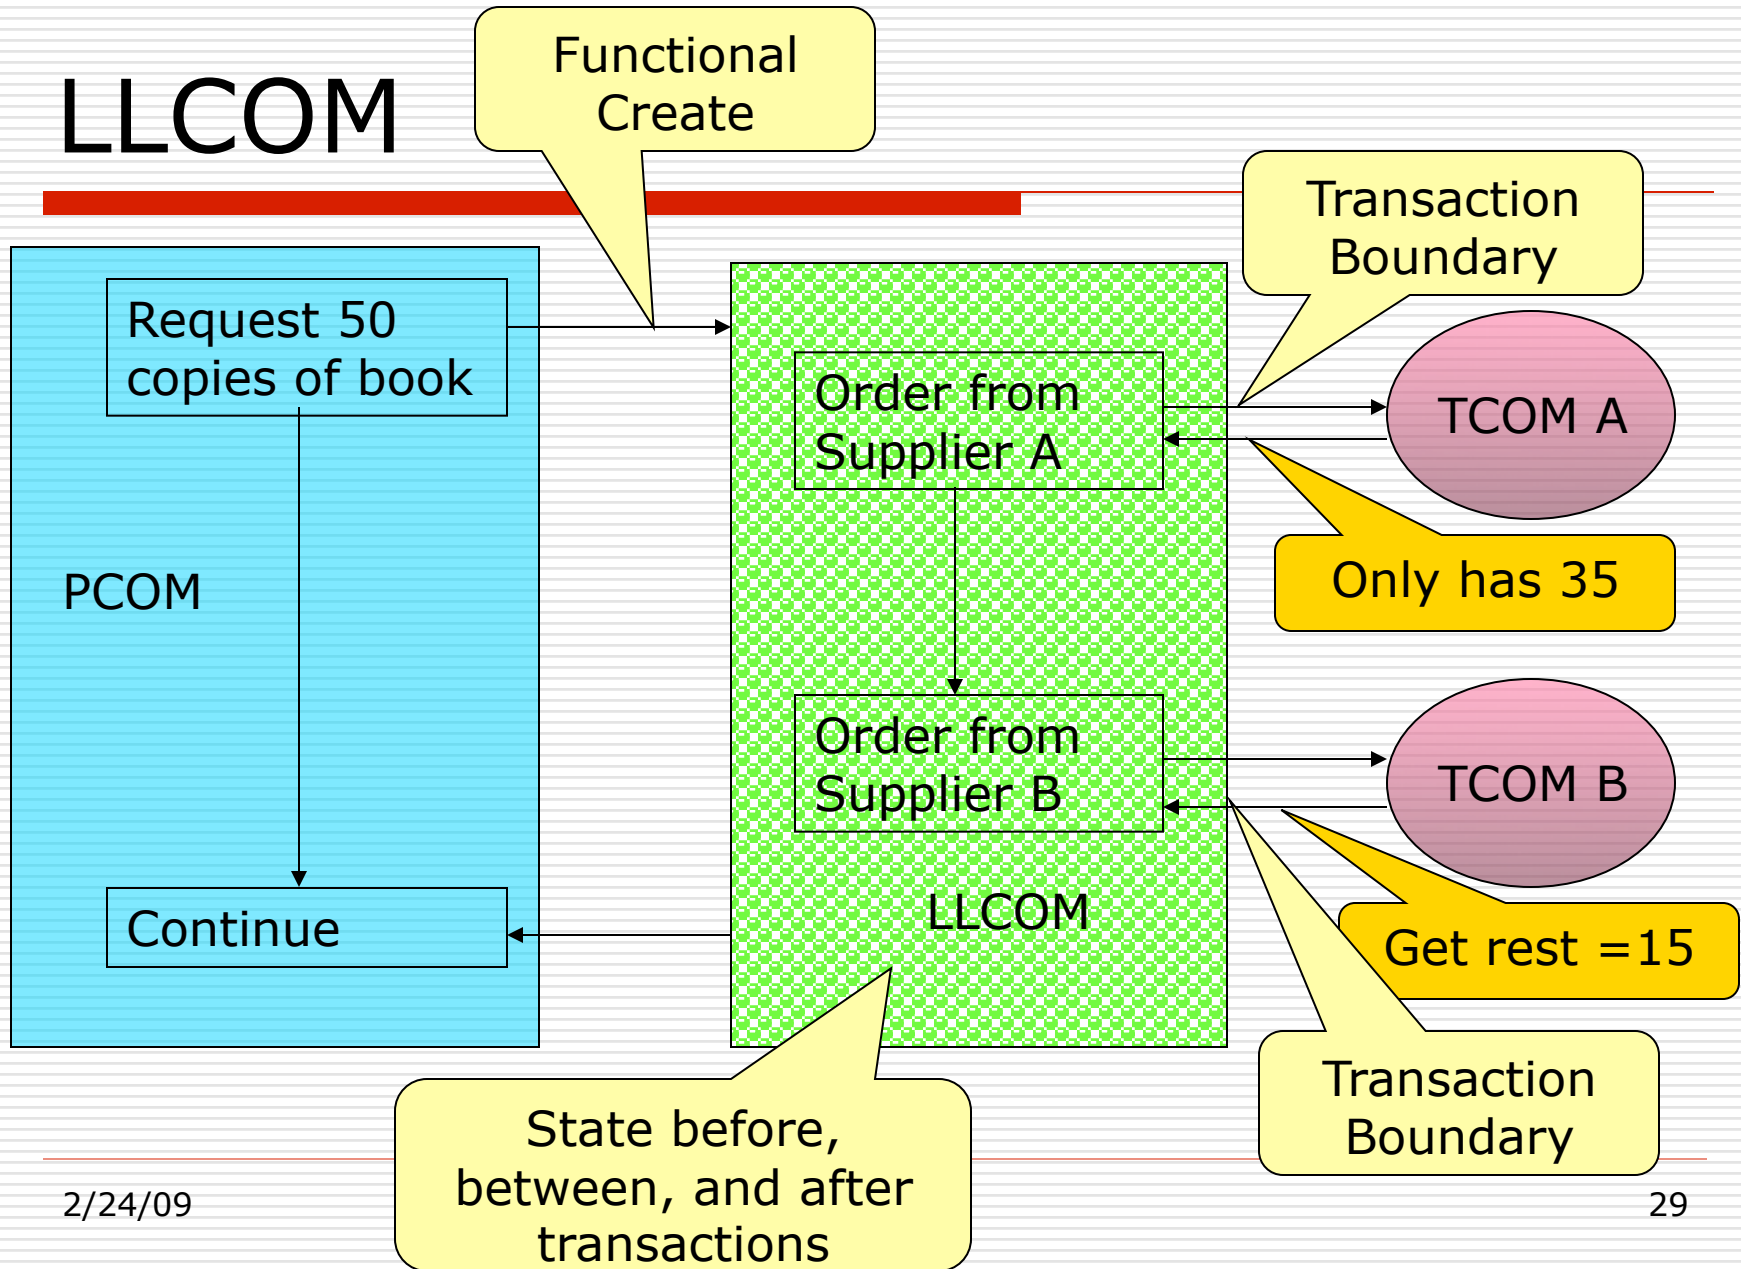 LLCOM
Functional
Create
Transaction
Boundary
Request 50
copies of book
Order from
Supplier A
TCOM A
Only has 35
PCOM
Order from
Supplier B
TCOM B
Continue
LLCOM
Get rest =15
Transaction
Boundary
State before,
between, and after
transactions
2/24/09
29